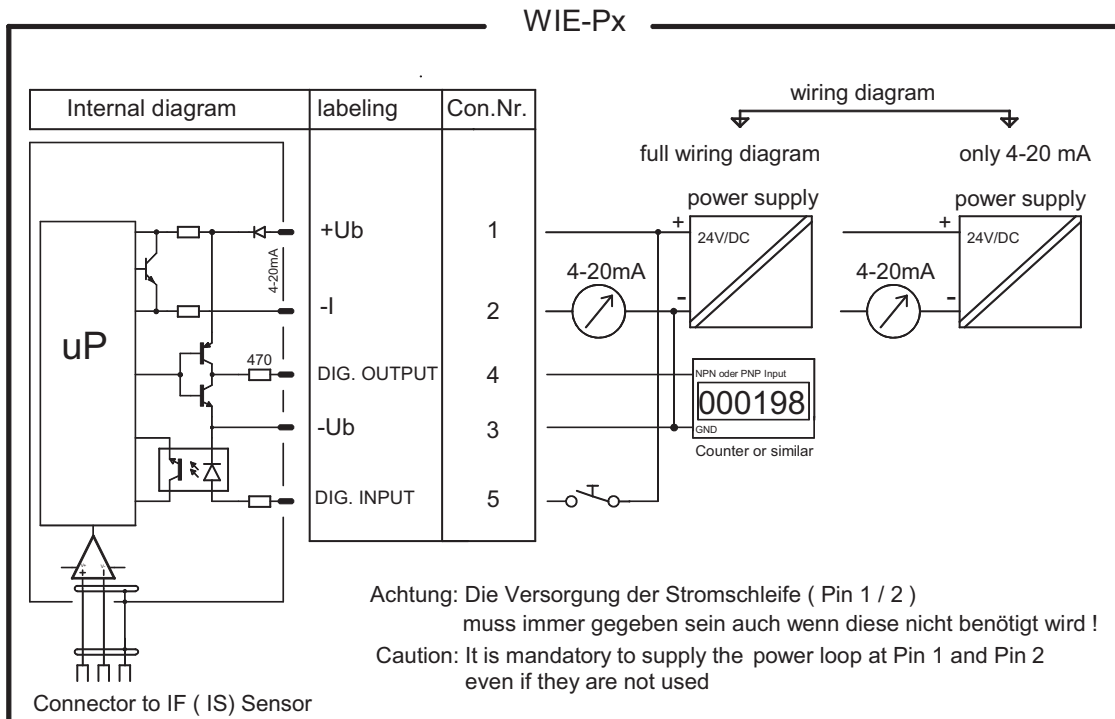 WIE-Px
Internal diagram
labeling
Con.Nr.
wiring diagram
full wiring diagram
only 4-20 mA
power supply
power supply
uP
4-20mA
470
+Ub
1
-I
2
DIG. OUTPUT
4
-Ub
3
DIG. INPUT
5
+
24V/DC
4-20mA
-
NPN oder PNP Input
000198
GND
Counter or similar
+
24V/DC
4-20mA
-
+ -
Achtung: Die Versorgung der Stromschleife ( Pin 1 / 2 )
muss immer gegeben sein auch wenn diese nicht benötigt wird !
Caution: It is mandatory to supply the power loop at Pin 1 and Pin 2
even if they are not used
Connector to IF ( IS) Sensor